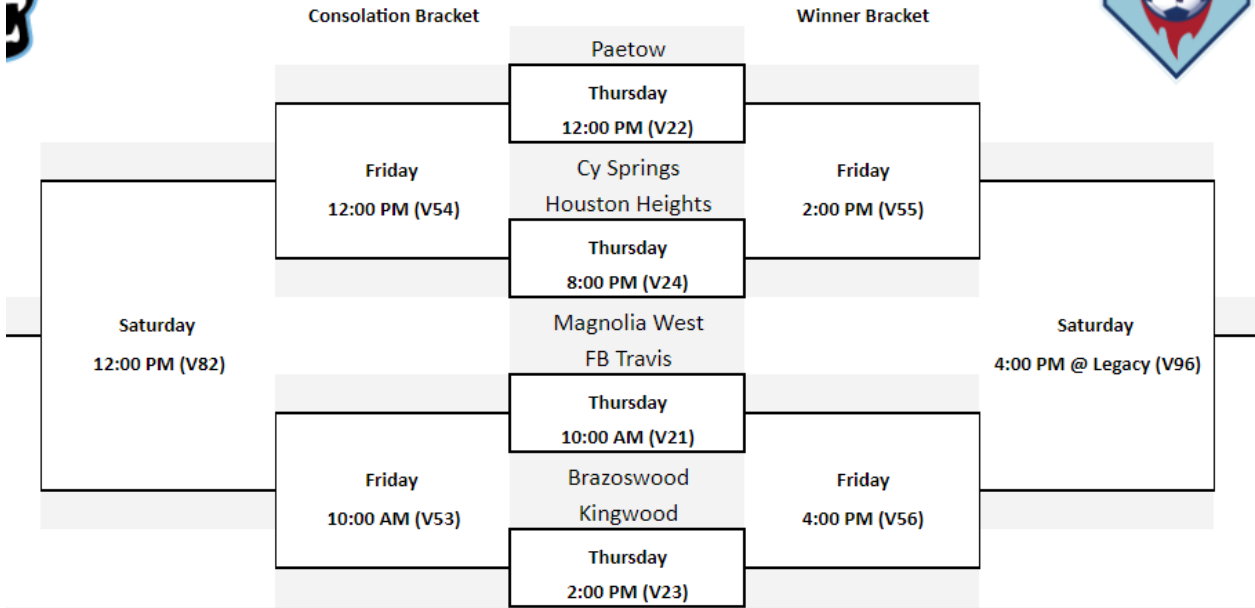 Consolation Bracket
Winner Bracket
Paetow
Thursday
12:00 PM (V22)
Cy Springs
Houston Heights
Friday
12:00 PM (V54)
Friday
2:00 PM (V55)
Thursday
8:00 PM (V24)
Magnolia West
FB Travis
Saturday
12:00 PM (V82)
Saturday
4:00 PM @ Legacy (V96)
Thursday
10:00 AM (V21)
Brazoswood
Kingwood
Friday
10:00 AM (V53)
Friday
4:00 PM (V56)
Thursday
2:00 PM (V23)